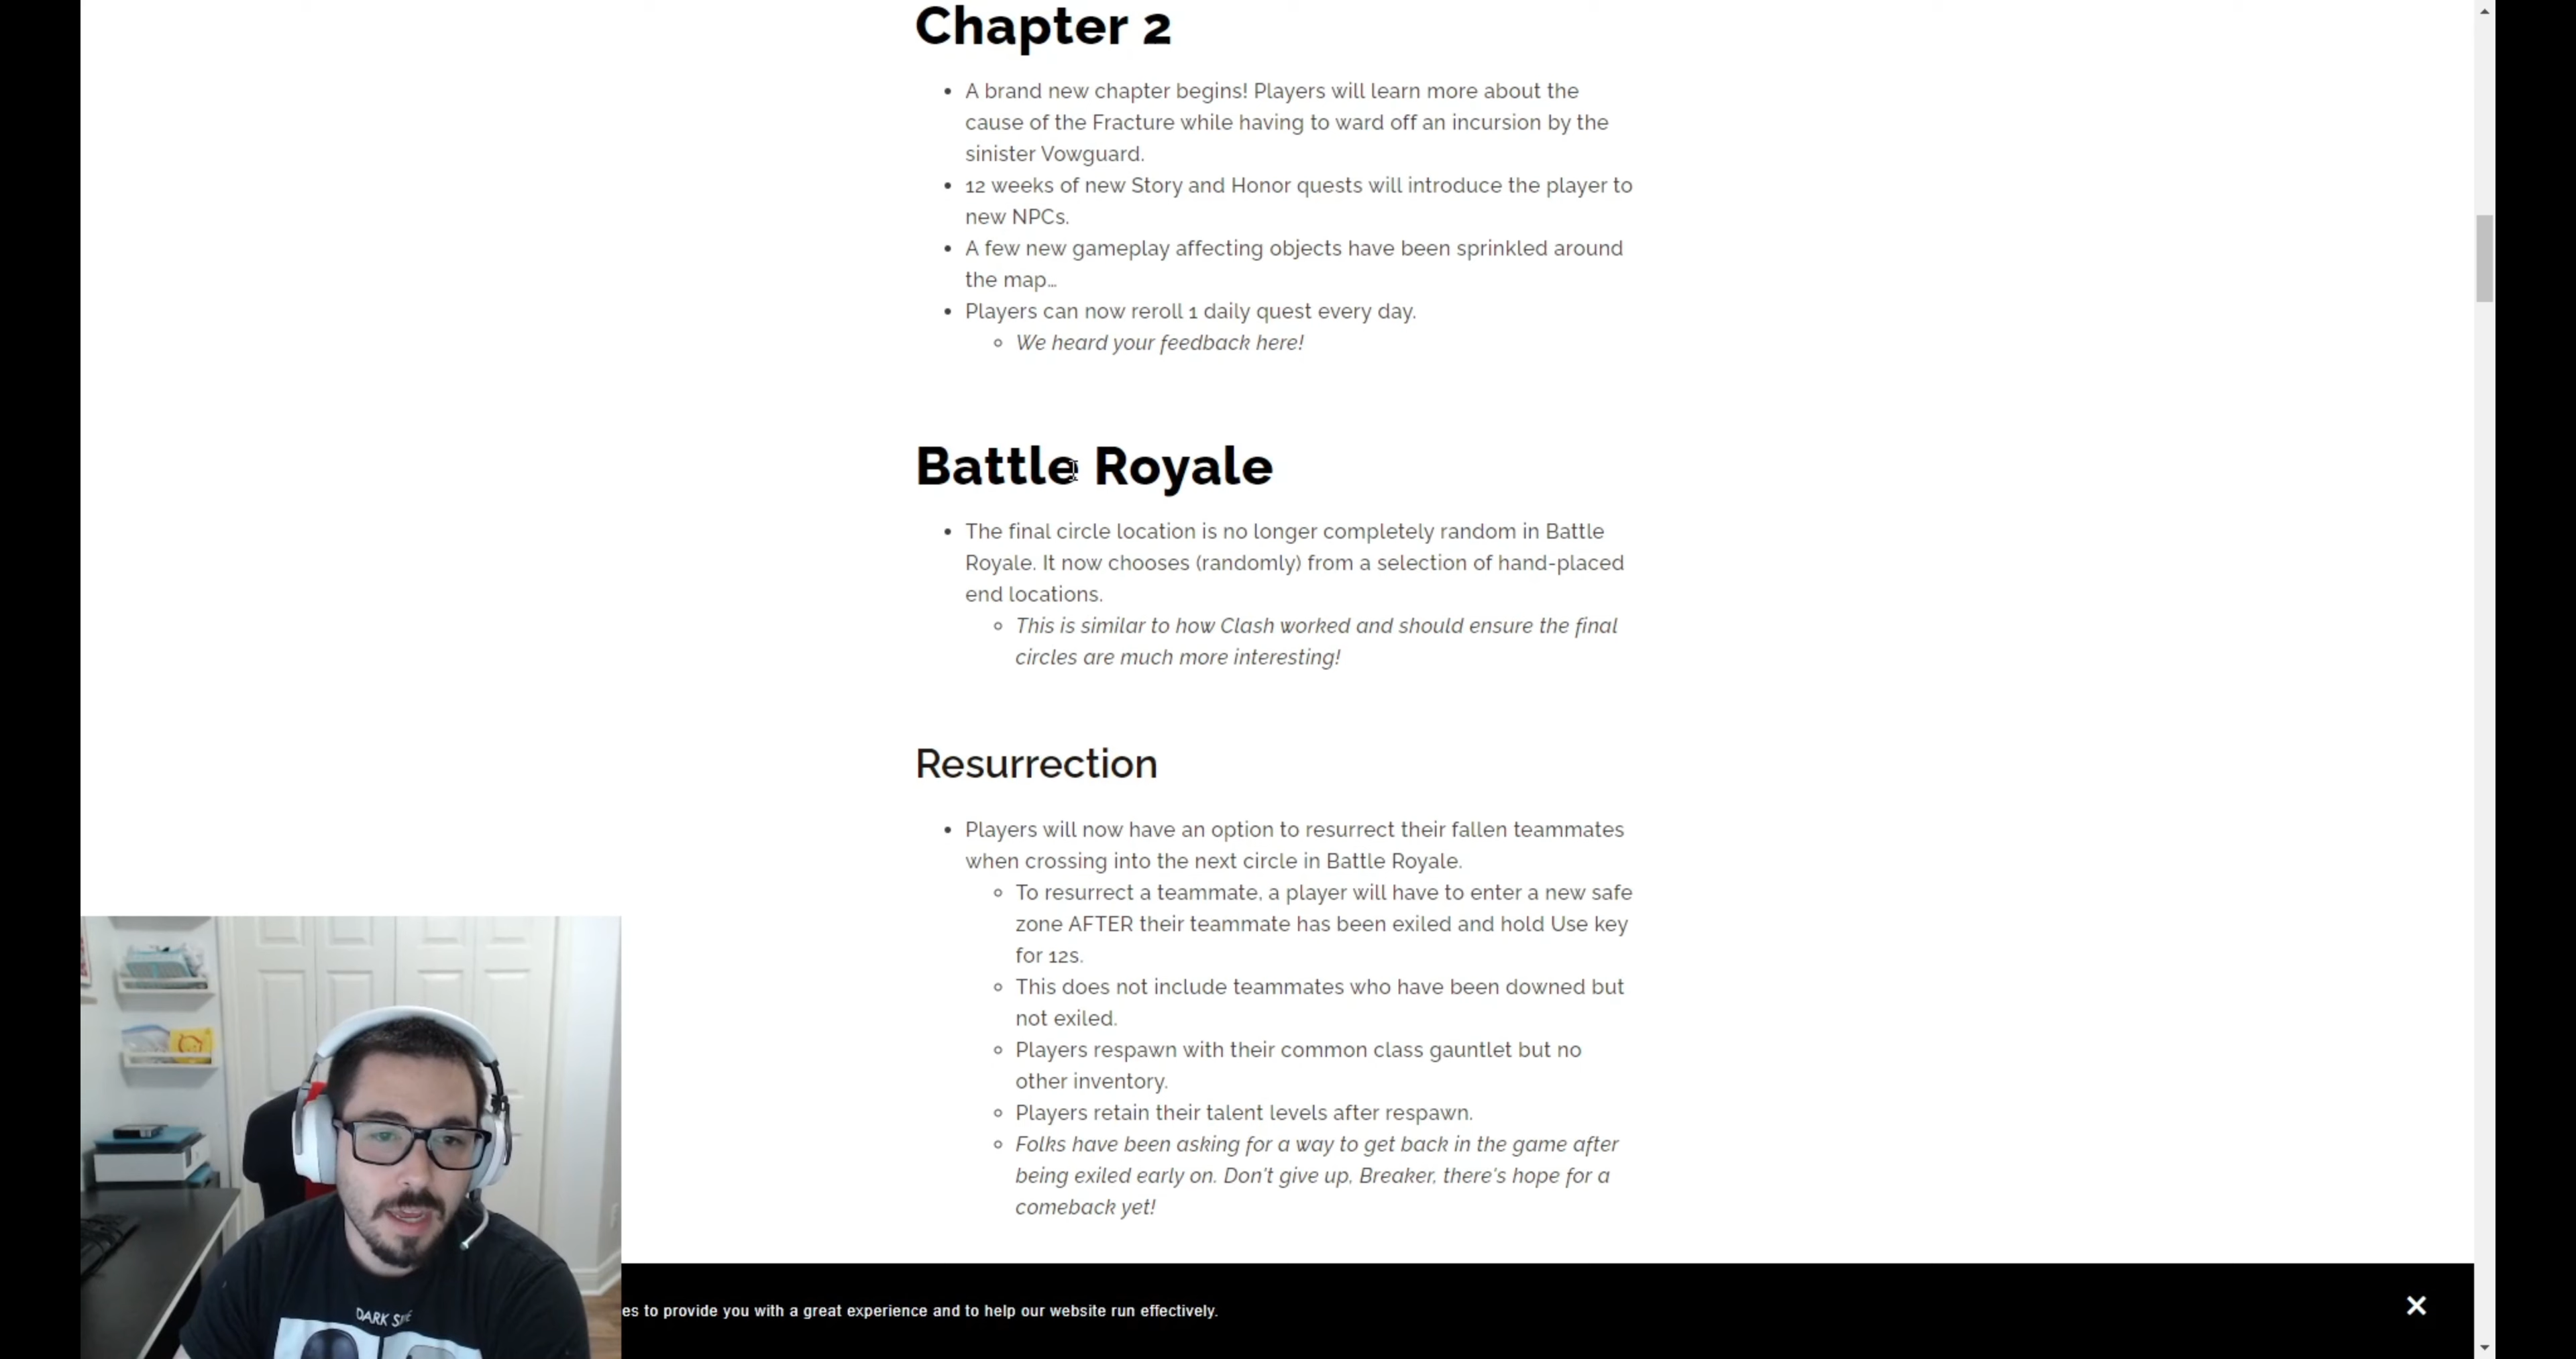 Chapter 2
A brand new chapter begins! Players will learn more about the
cause of the Fracture while having to ward off an incursion by the
sinister Vowguard.
12 weeks of new Story and Honor quests will introduce the player to
new NPCs.
A few new gameplay affecting objects have been sprinkled around
the map…
Players can now reroll 1 daily quest every day.
We heard your feedback here!
Battle Royale
The final circle location is no longer completely random in Battle
Royale. It now chooses (randomly) from a selection of hand-placed
end locations.
This is similar to how Clash worked and should ensure the final
circles are much more interesting!
Resurrection
Players will now have an option to resurrect their fallen teammates
when crossing into the next circle in Battle Royale.
To resurrect a teammate, a player will have to enter a new safe
zone AFTER their teammate has been exiled and hold Use key
for 12s.
This does not include teammates who have been downed but
not exiled.
Players respawn with their common class gauntlet but no
other inventory.
Players retain their talent levels after respawn.
Folks have been asking for a way to get back in the game after
being exiled early on. Don't give up, Breaker, there's hope for a
comeback yet!
es to provide you with a great experience and to help our website run effectively.
DARK